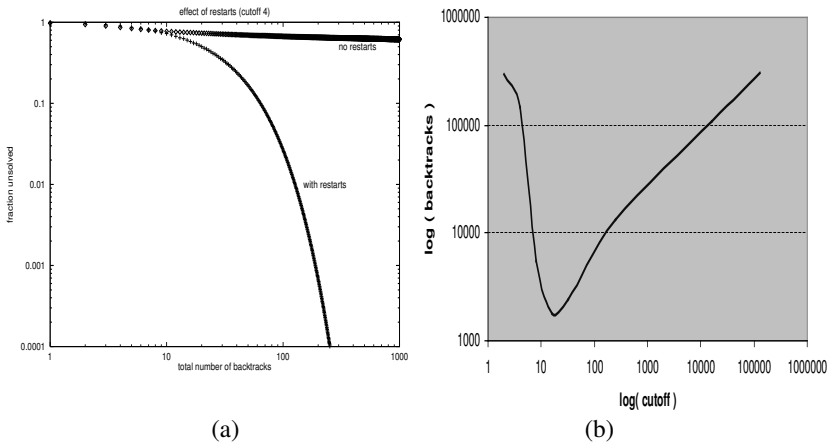 effect of restarts (cutoff 4)
1
0.1
0.01
0.001
0.0001
fraction unsolved
no restarts
with restarts
1
10
100
1000
total number of backtracks
(a)
1000000
100000
10000
1000
log ( backtracks )
1
10
100
1000
10000
100000
1000000
log( cutoff )
(b)